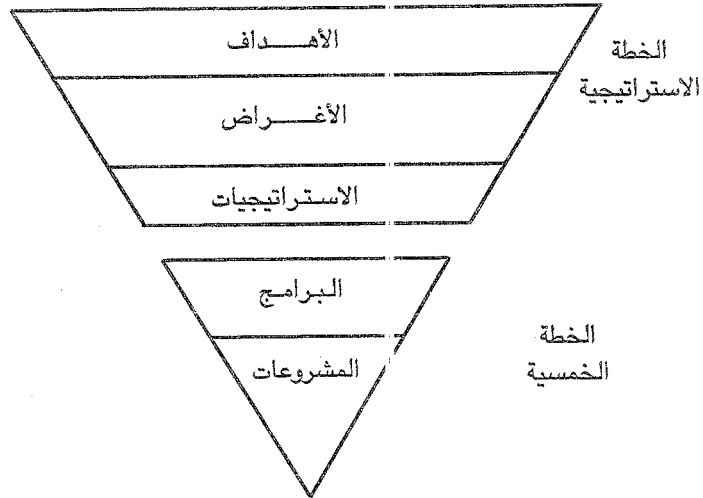 الأهداف
الخطة
الاستراتيجية
الأغراض
الاستراتيجيات
البرامج
الخطة
الخمسية
المشروعات